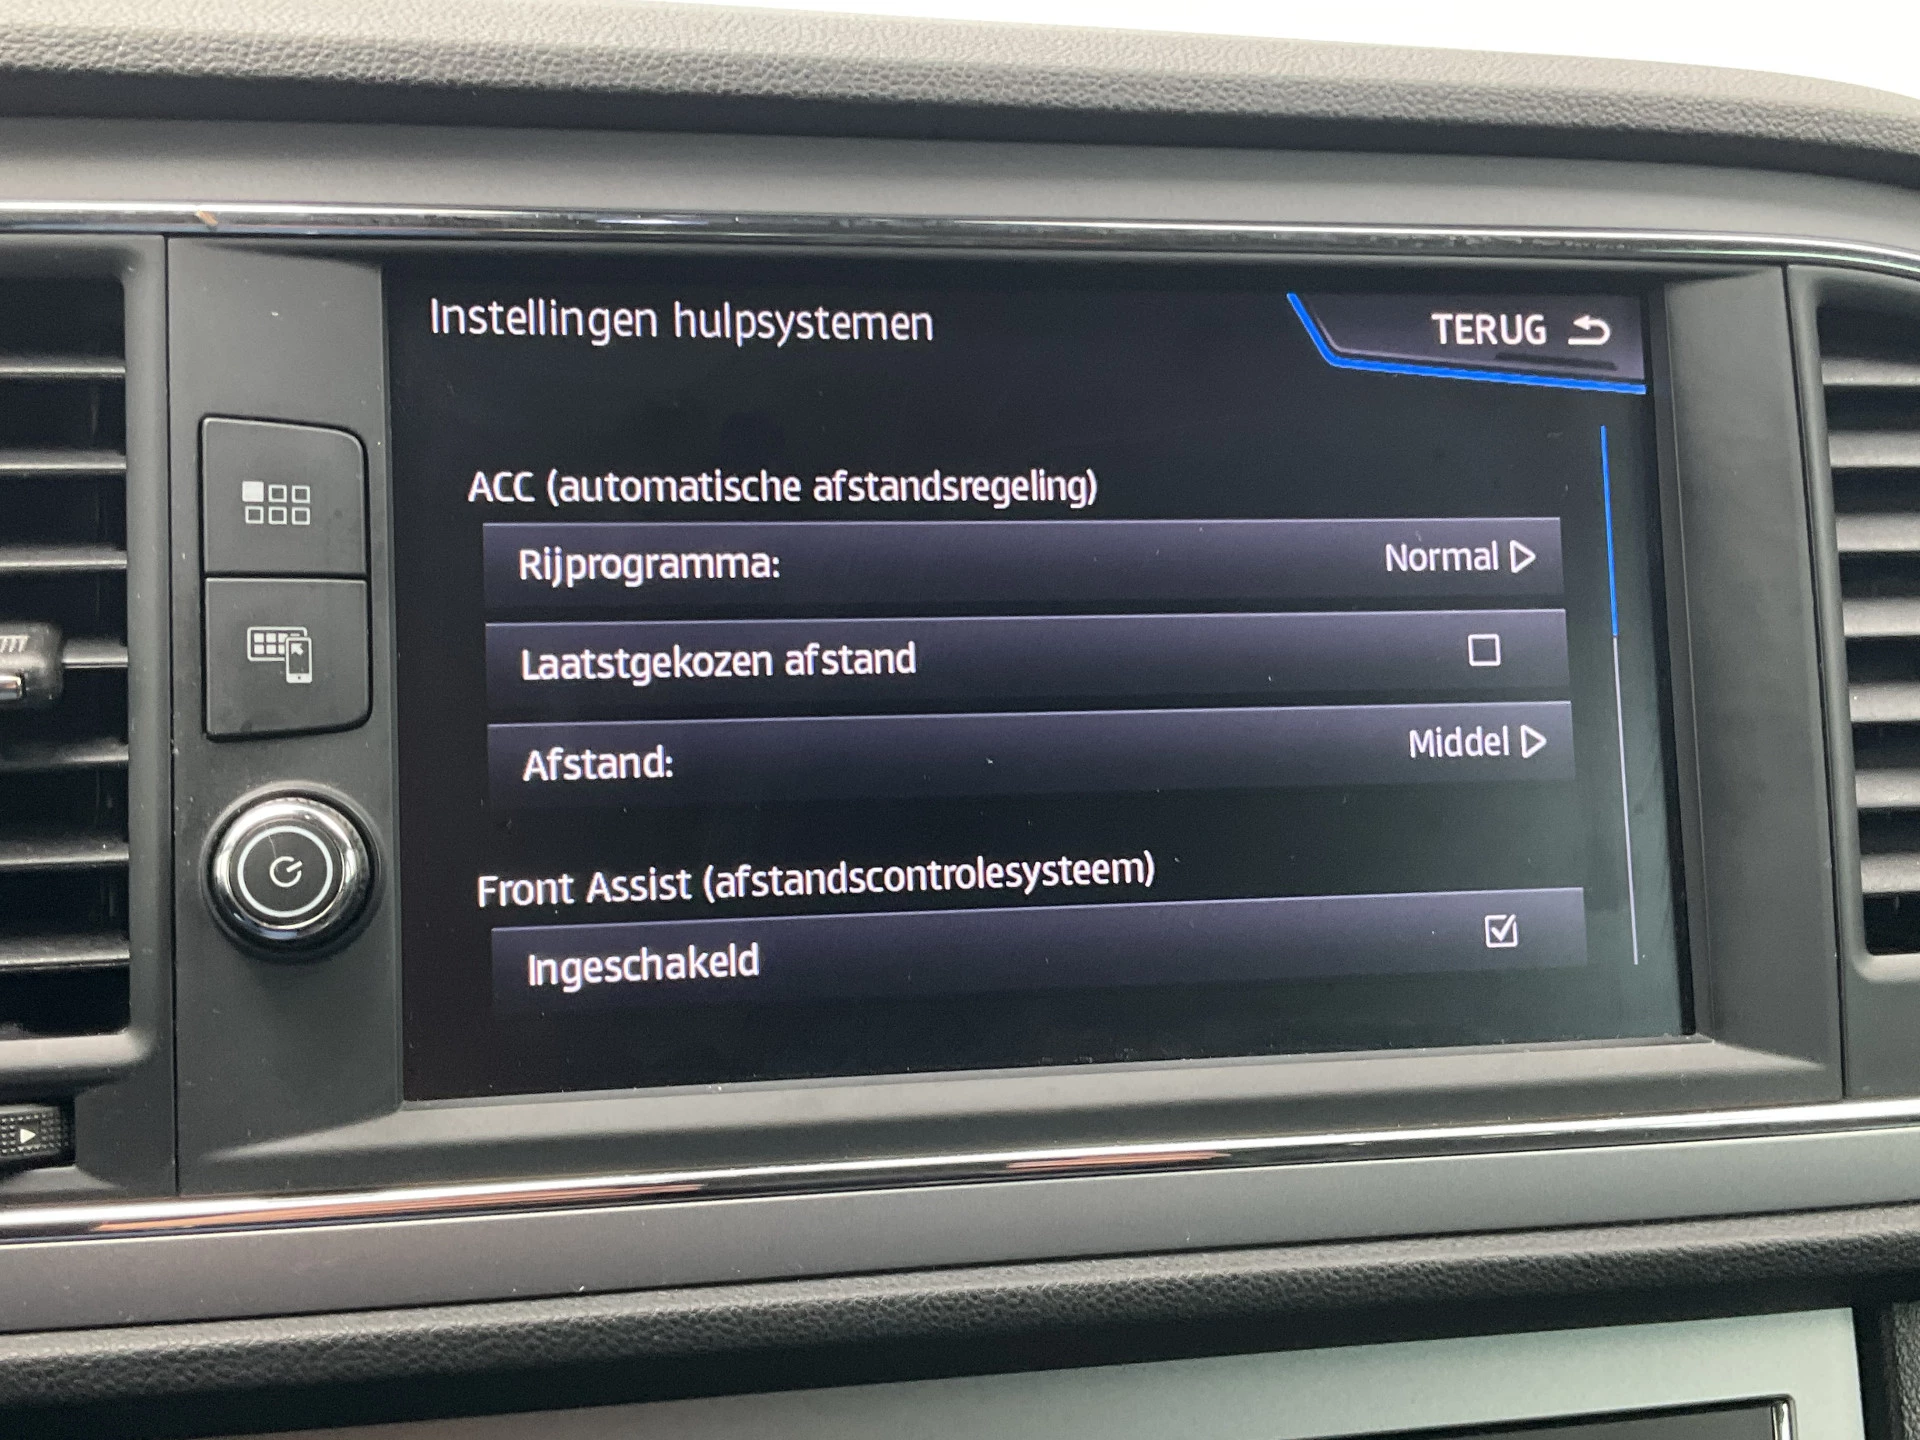 Instellingen hulpsystemen
TERUG
ACC (automatische afstandsregeling)
Rijprogramma: Normal
Laatstgekozen afstand
Afstand: Middel
Front Assist (afstandscontrolesysteem)
Ingeschakeld